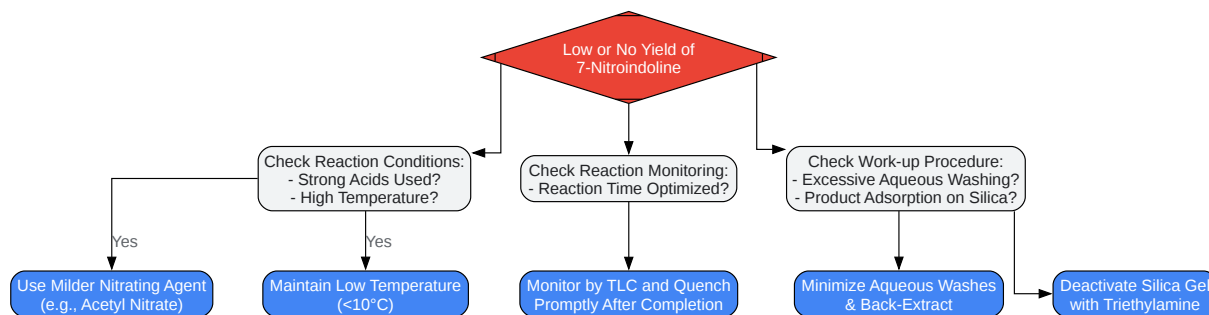 Low or No Yield of
7-Nitroindoline
Check Reaction Conditions:
- Strong Acids Used?
- High Temperature?
Check Reaction Monitoring:
- Reaction Time Optimized?
Check Work-up Procedure:
- Excessive Aqueous Washing?
- Product Adsorption on Silica?
Yes
Yes
Use Milder Nitrating Agent
(e.g., Acetyl Nitrate)
Maintain Low Temperature
(<10°C)
Monitor by TLC and Quench
Promptly After Completion
Minimize Aqueous Washes
& Back-Extract
Deactivate Silica Gel
with Triethylamine